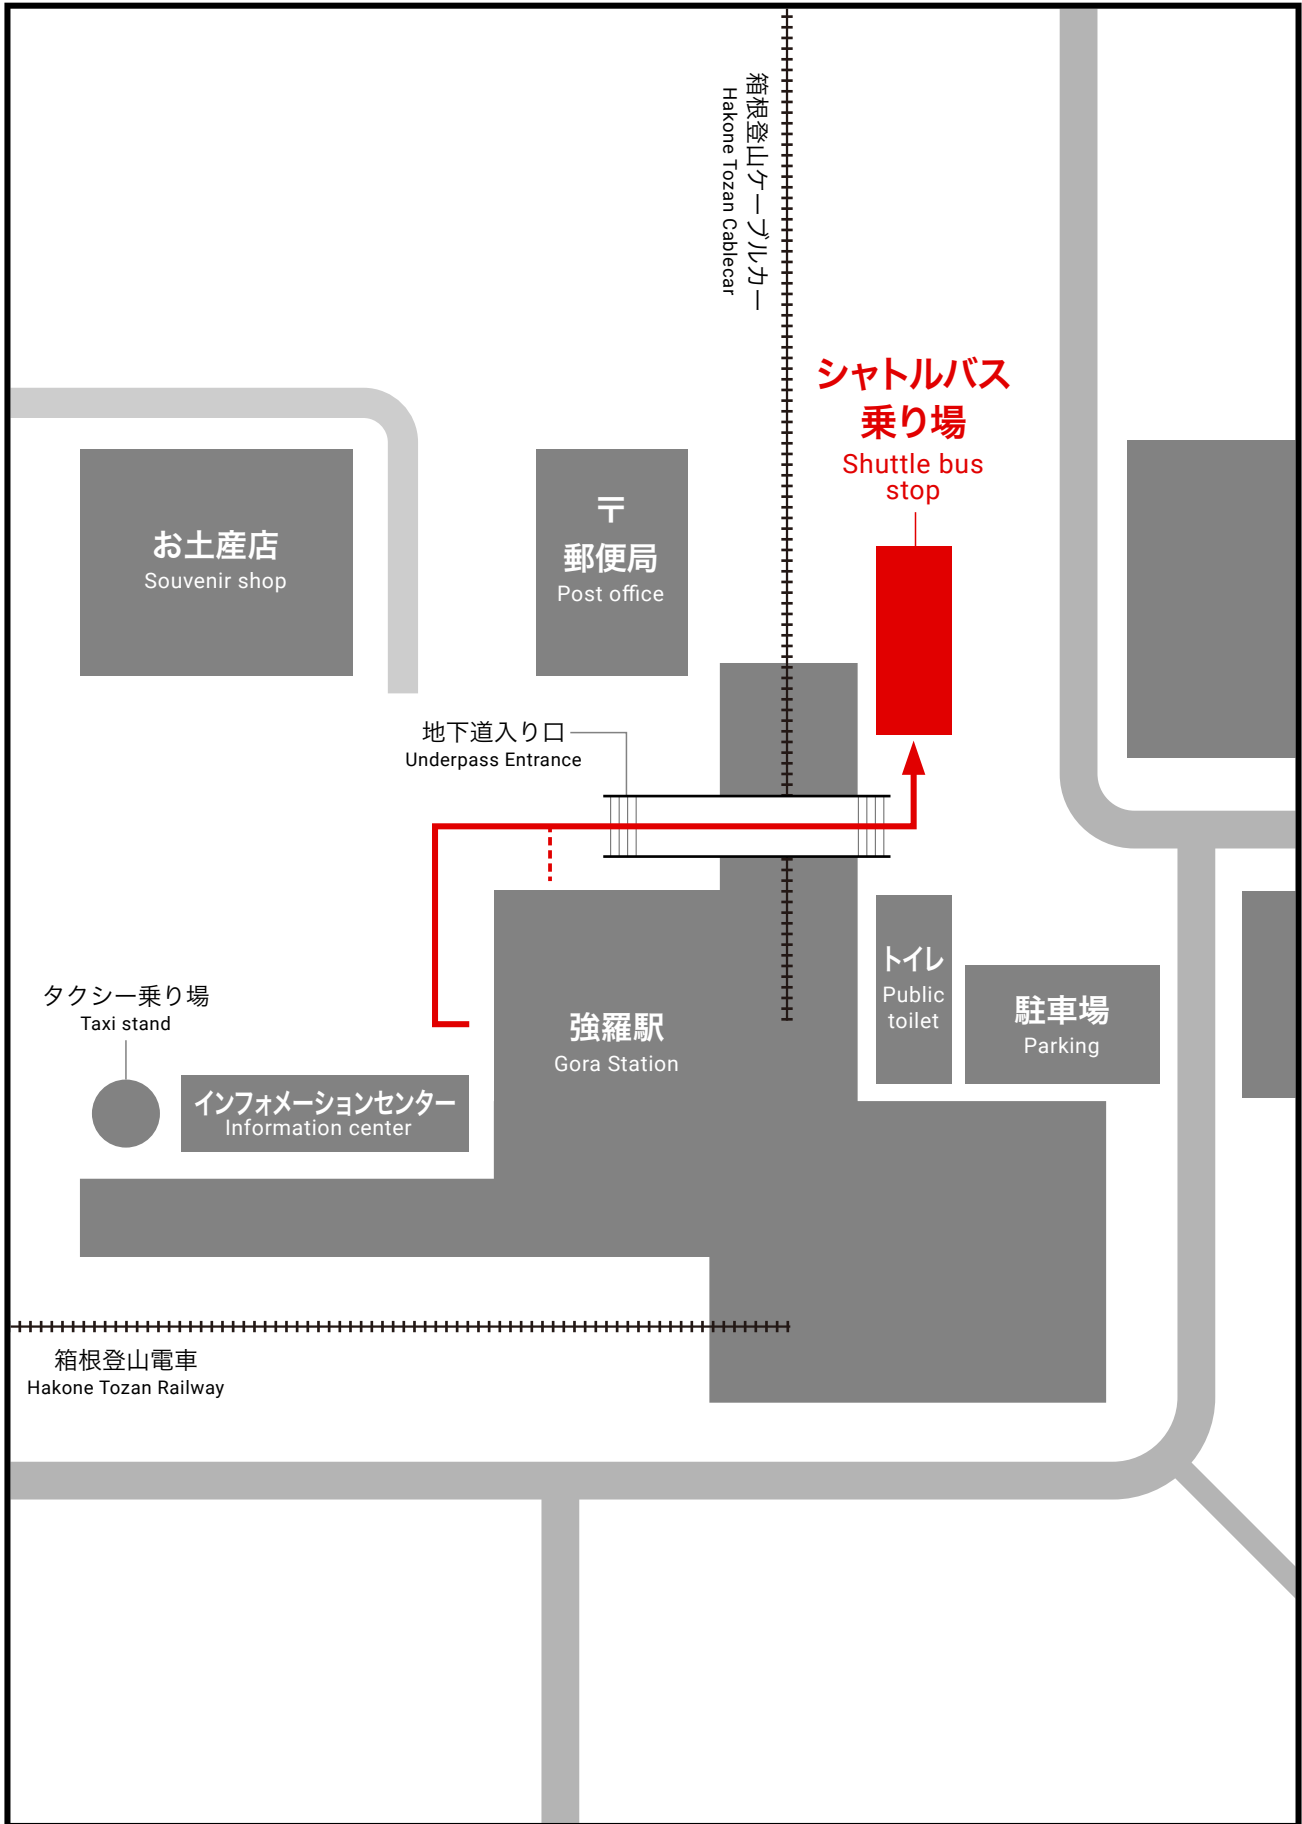 箱根登山ケーブルカー
Hakone Tozan Cablecar
シャトルバス
乗り場
Shuttle bus
stop
お土産店
Souvenir shop
〒
郵便局
Post office
地下道入り口
Underpass Entrance
トイレ
Public
toilet
駐車場
Parking
タクシー乗り場
Taxi stand
強羅駅
Gora Station
インフォメーションセンター
Information center
箱根登山電車
Hakone Tozan Railway